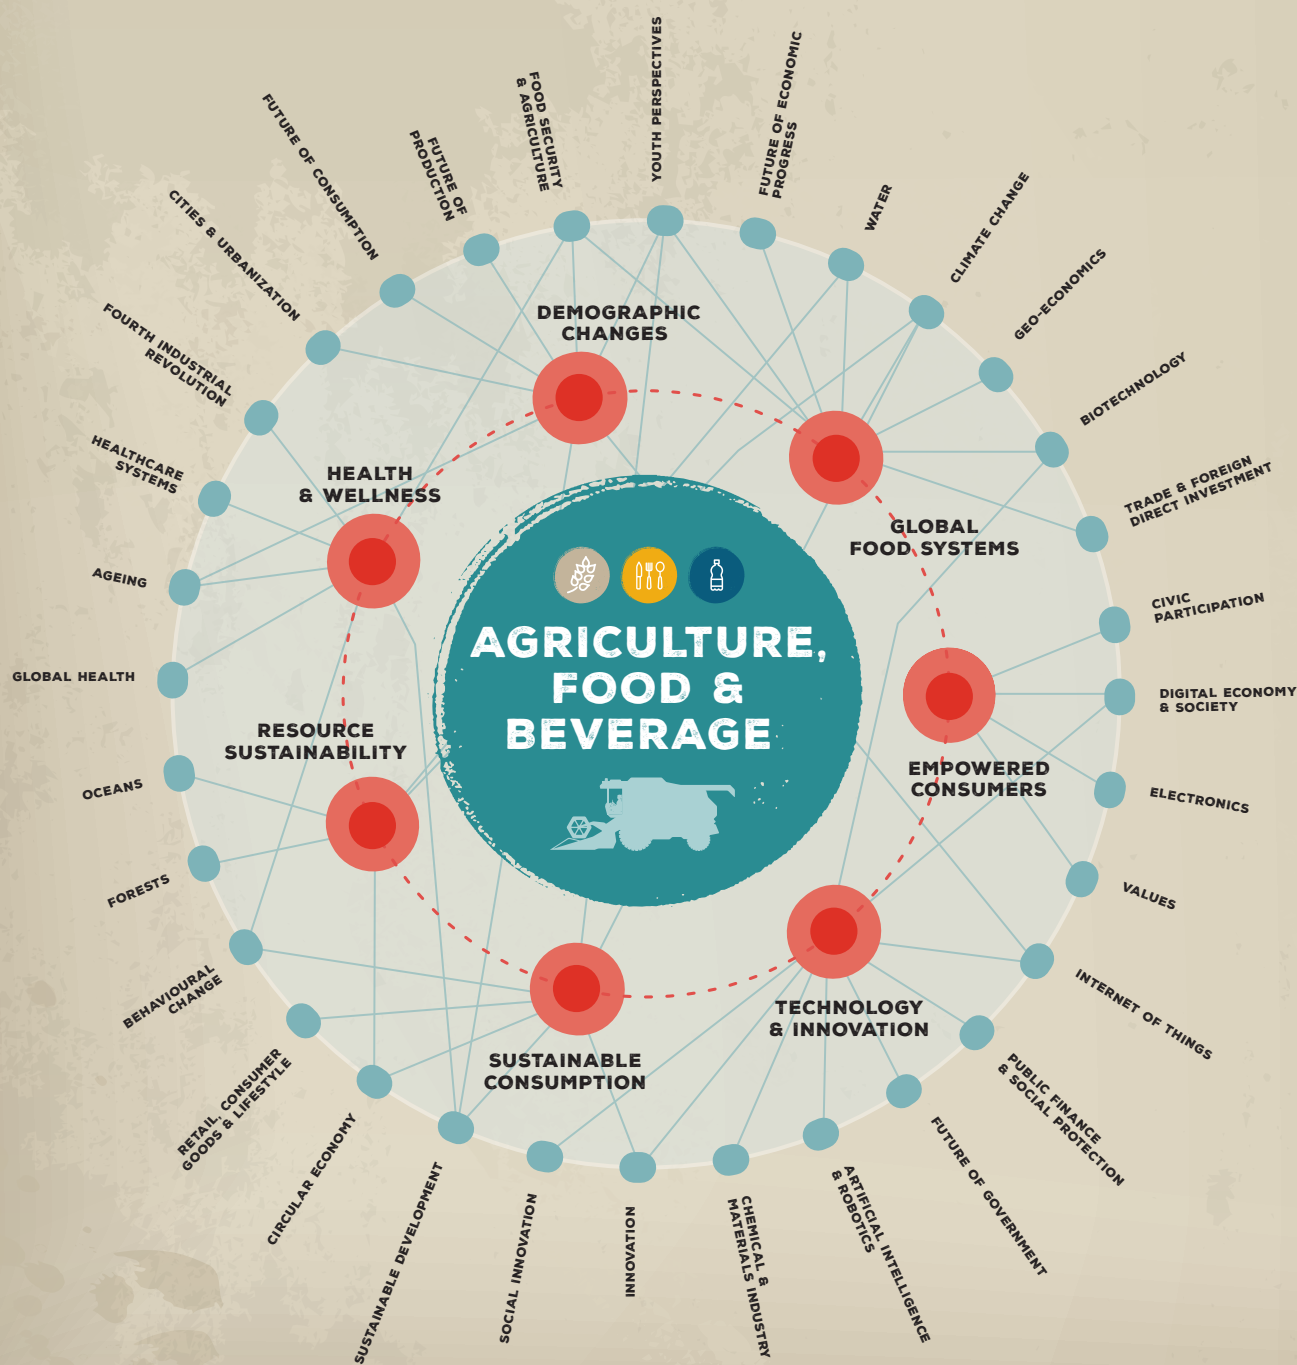 YOUTH PERSPECTIVES
FUTURE OF ECONOMIC
PROGRESS
WATER
CLIMATE CHANGE
GEO-ECONOMICS
BIOTECHNOLOGY
TRADE & FOREIGN
DIRECT INVESTMENT
CIVIC
PARTICIPATION
DIGITAL ECONOMY
& SOCIETY
ELECTRONICS
VALUES
INTERNET OF THINGS
PUBLIC FINANCE
& SOCIAL PROTECTION
FUTURE OF GOVERNMENT
ARTIFICIAL INTELLIGENCE
& ROBOTICS
CHEMICAL &
MATERIALS INDUSTRY
INNOVATION
SOCIAL INNOVATION
SUSTAINABLE DEVELOPMENT
CIRCULAR ECONOMY
RETAIL, CONSUMER
GOODS & LIFESTYLE
BEHAVIOURAL
CHANGE
FORESTS
OCEANS
GLOBAL HEALTH
AGEING
HEALTHCARE
SYSTEMS
FOURTH INDUSTRIAL
REVOLUTION
CITIES & URBANIZATION
FUTURE OF CONSUMPTION
FUTURE OF
PRODUCTION
FOOD SECURITY
& AGRICULTURE
DEMOGRAPHIC
CHANGES
GLOBAL
FOOD SYSTEMS
EMPOWERED
CONSUMERS
TECHNOLOGY
& INNOVATION
SUSTAINABLE
CONSUMPTION
RESOURCE
SUSTAINABILITY
HEALTH
& WELLNESS
AGRICULTURE,
FOOD &
BEVERAGE